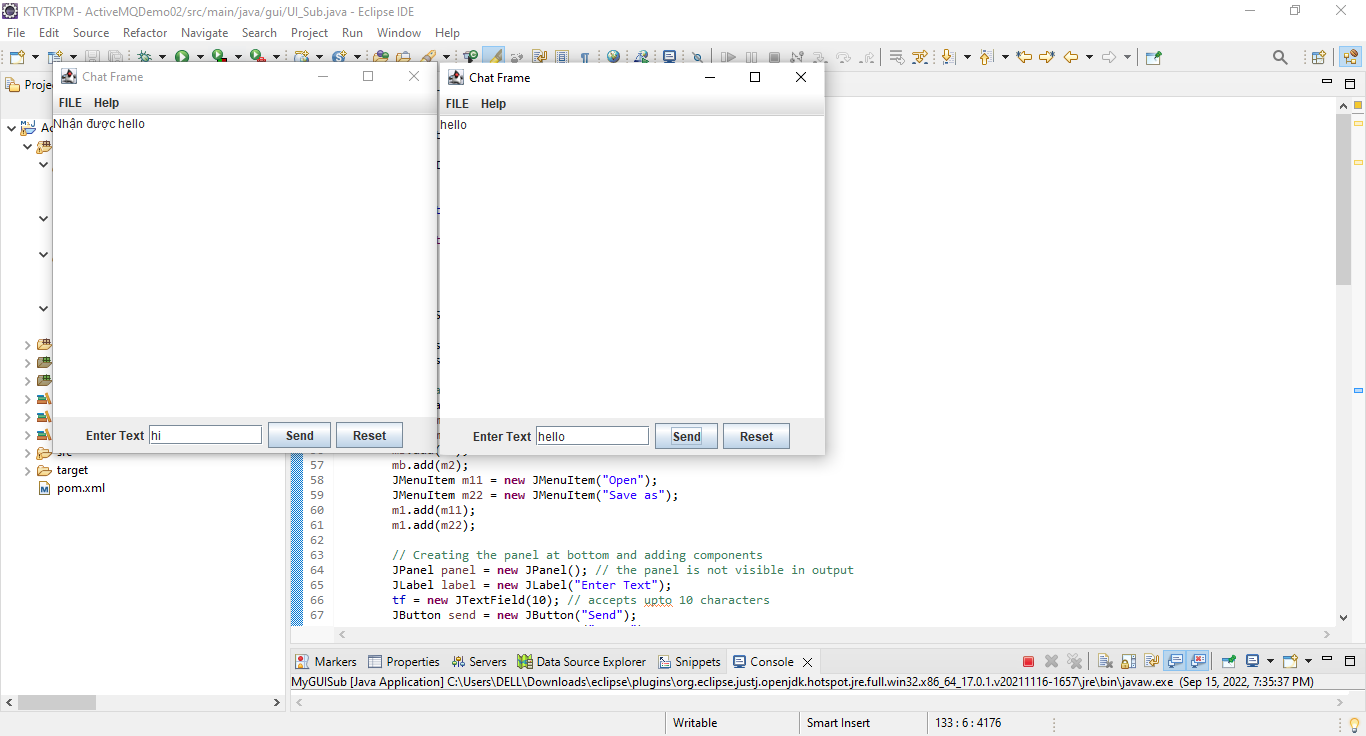 KTVTKPM - ActiveMQDemo02/src/main/java/gui/UI_Sub.java - Eclipse IDE
File Edit Source Refactor Navigate Search Project Run Window Help
Proje
Chat Frame
FILE Help
Nhận được hello
Enter Text hi Send Reset
Chat Frame
FILE Help
hello
Enter Text hello Send Reset
target
pom.xml
57 mb.add(m2);
58 JMenuItem m11 = new JMenuItem("Open");
59 JMenuItem m22 = new JMenuItem("Save as");
60 m1.add(m11);
61 m1.add(m22);
62
63 // Creating the panel at bottom and adding components
64 JPanel panel = new JPanel(); // the panel is not visible in output
65 JLabel label = new JLabel("Enter Text");
66 tf = new JTextField(10); // accepts upto 10 characters
67 JButton send = new JButton("Send");
Markers Properties Servers Data Source Explorer Snippets Console
MyGUISub [Java Application] C:\Users\DELL\Downloads\eclipse\plugins\org.eclipse.justj.openjdk.hotspot.jre.full.win32.x86_64_17.0.1.v20211116-1657\jre\bin\javaw.exe (Sep 15, 2022, 7:35:37 PM)
Writable Smart Insert 133 : 6 : 4176